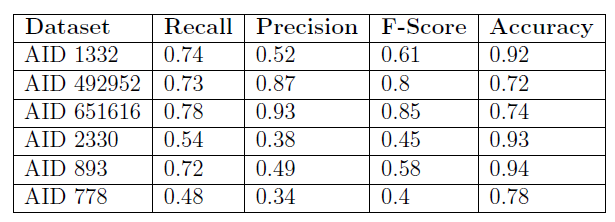 Dataset Recall Precision F-Score Accuracy
AID 1332 0.74 0.52 0.61 0.92
AID 492952 0.73 0.87 0.8 0.72
AID 651616 0.78 0.93 0.85 0.74
AID 2330 0.54 0.38 0.45 0.93
AID 893 0.72 0.49 0.58 0.94
AID 778 0.48 0.34 0.4 0.78